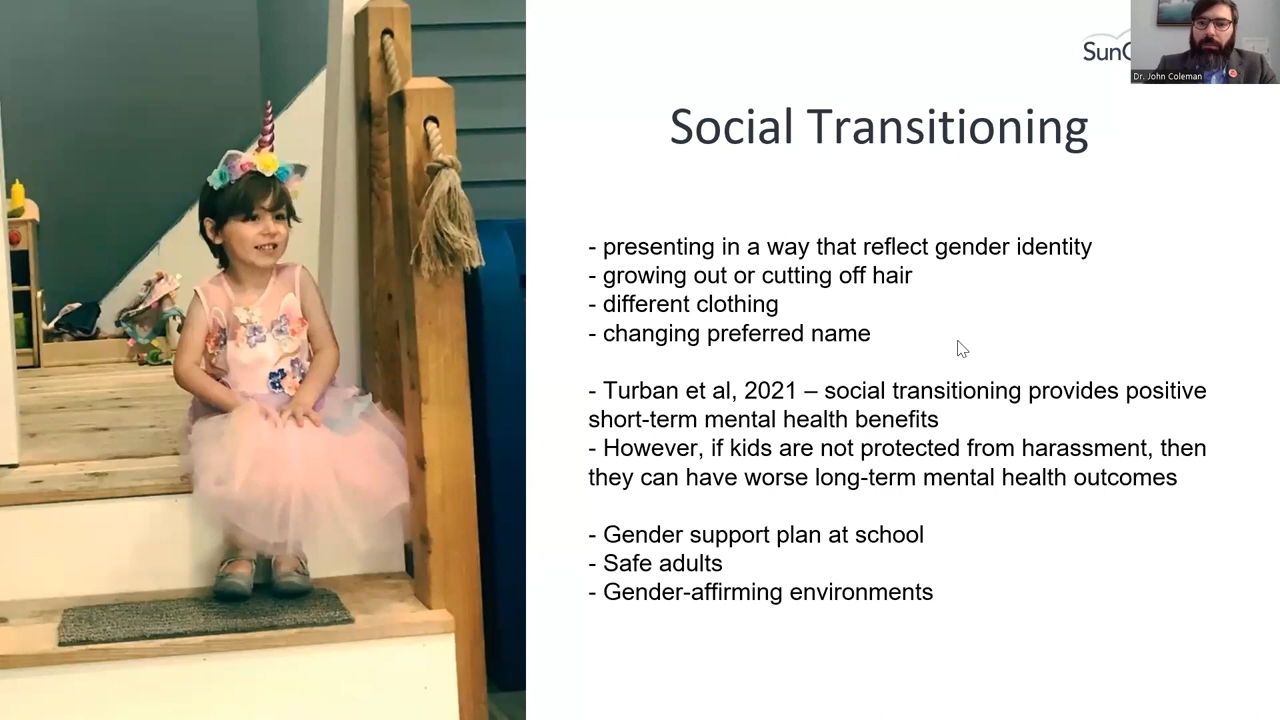 Dr. John Coleman
Social Transitioning
- presenting in a way that reflect gender identity
- growing out or cutting off hair
- different clothing
- changing preferred name
- Turban et al, 2021 – social transitioning provides positive
short-term mental health benefits
- However, if kids are not protected from harassment, then
they can have worse long-term mental health outcomes
- Gender support plan at school
- Safe adults
- Gender-affirming environments